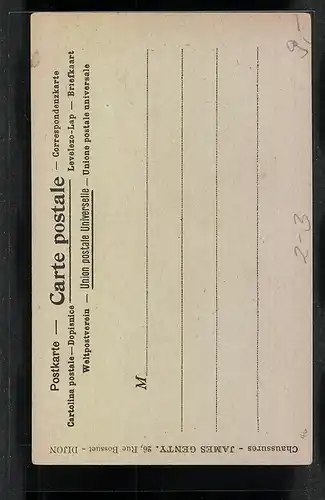 Postkarte — Carte postale — Correspondenzkarte
Cartolina postale — Dopisnice — Levelezo-Lap — Briefkaart
Weltpostverein — Union postale Universelle — Unione postale universale
M
Chaussures - JAMES GENTY. 26, Rue Bossuet - DIJON
9,-
2-3